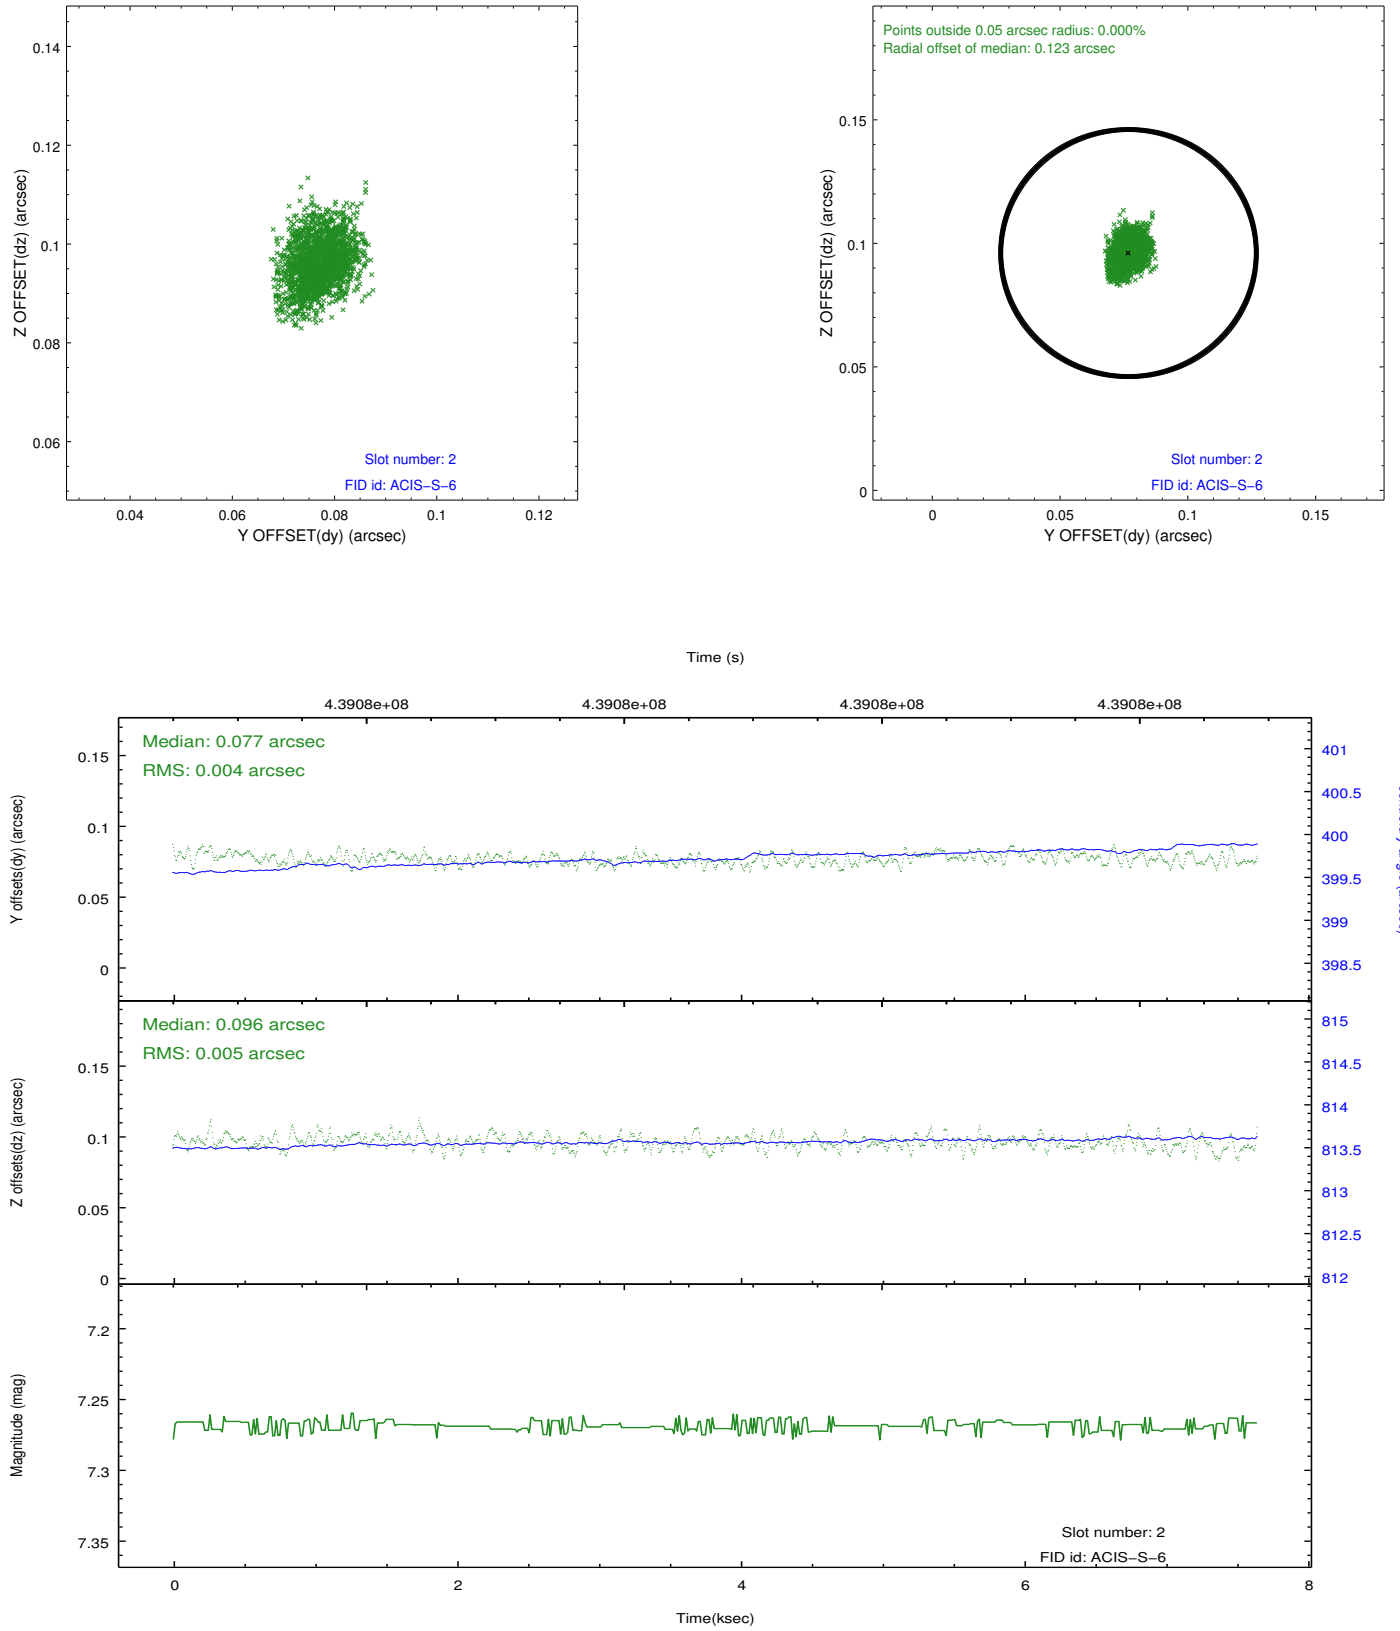 0.14
0.12
0.1
0.08
0.06
0.04 0.06 0.08 0.1 0.12
Z OFFSET(dz) (arcsec)
Y OFFSET(dy) (arcsec)
Slot number: 2
FID id: ACIS-S-6
Points outside 0.05 arcsec radius: 0.000%
Radial offset of median: 0.123 arcsec
0.15
0.1
0.05
0
0 0.05 0.1 0.15
Z OFFSET(dz) (arcsec)
Y OFFSET(dy) (arcsec)
Slot number: 2
FID id: ACIS-S-6
Time (s)
4.3908e+08 4.3908e+08 4.3908e+08 4.3908e+08
Median: 0.077 arcsec
RMS: 0.004 arcsec
Y offsets(dy) (arcsec)
0.15
0.1
0.05
0
401
400.5
400
399.5
399
398.5
Median: 0.096 arcsec
RMS: 0.005 arcsec
Z offsets(dz) (arcsec)
0.15
0.1
0.05
0
815
814.5
814
813.5
813
812.5
812
Magnitude (mag)
7.2
7.25
7.3
7.35
Slot number: 2
FID id: ACIS-S-6
0 2 4 6 8
Time(ksec)